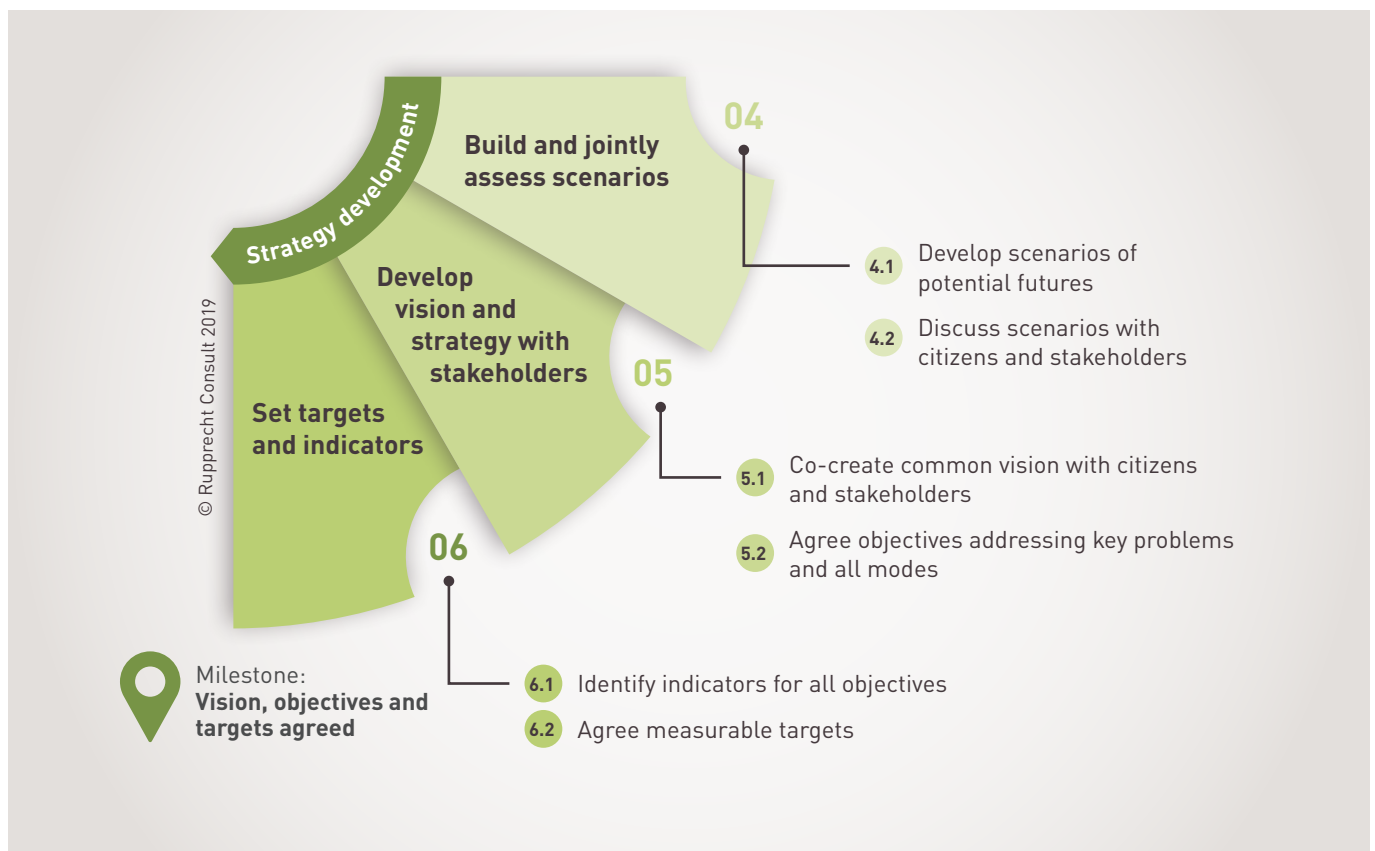 Strategy development
Build and jointly
assess scenarios
04
4.1
Develop scenarios of
potential futures
4.2
Discuss scenarios with
citizens and stakeholders
Develop
vision and
strategy with
stakeholders
05
5.1
Co-create common vision with citizens
and stakeholders
5.2
Agree objectives addressing key problems
and all modes
Set targets
and indicators
06
6.1
Identify indicators for all objectives
6.2
Agree measurable targets
Milestone:
Vision, objectives and
targets agreed
© Rupprecht Consult 2019